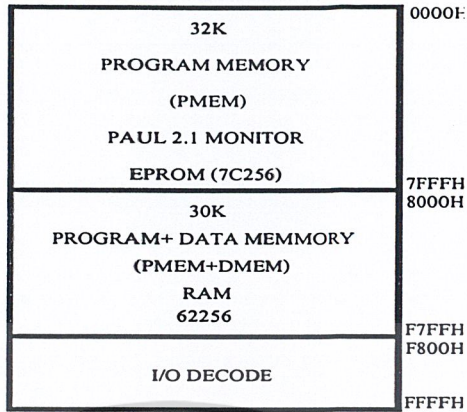 0000H
32K
PROGRAM MEMORY
(PMEM)
PAUL 2.1 MONITOR
EPROM (7C256)
7FFFH
8000H
30K
PROGRAM+ DATA MEMMORY
(PMEM+DMEM)
RAM
62256
F7FFH
F800H
I/O DECODE
FFFFH